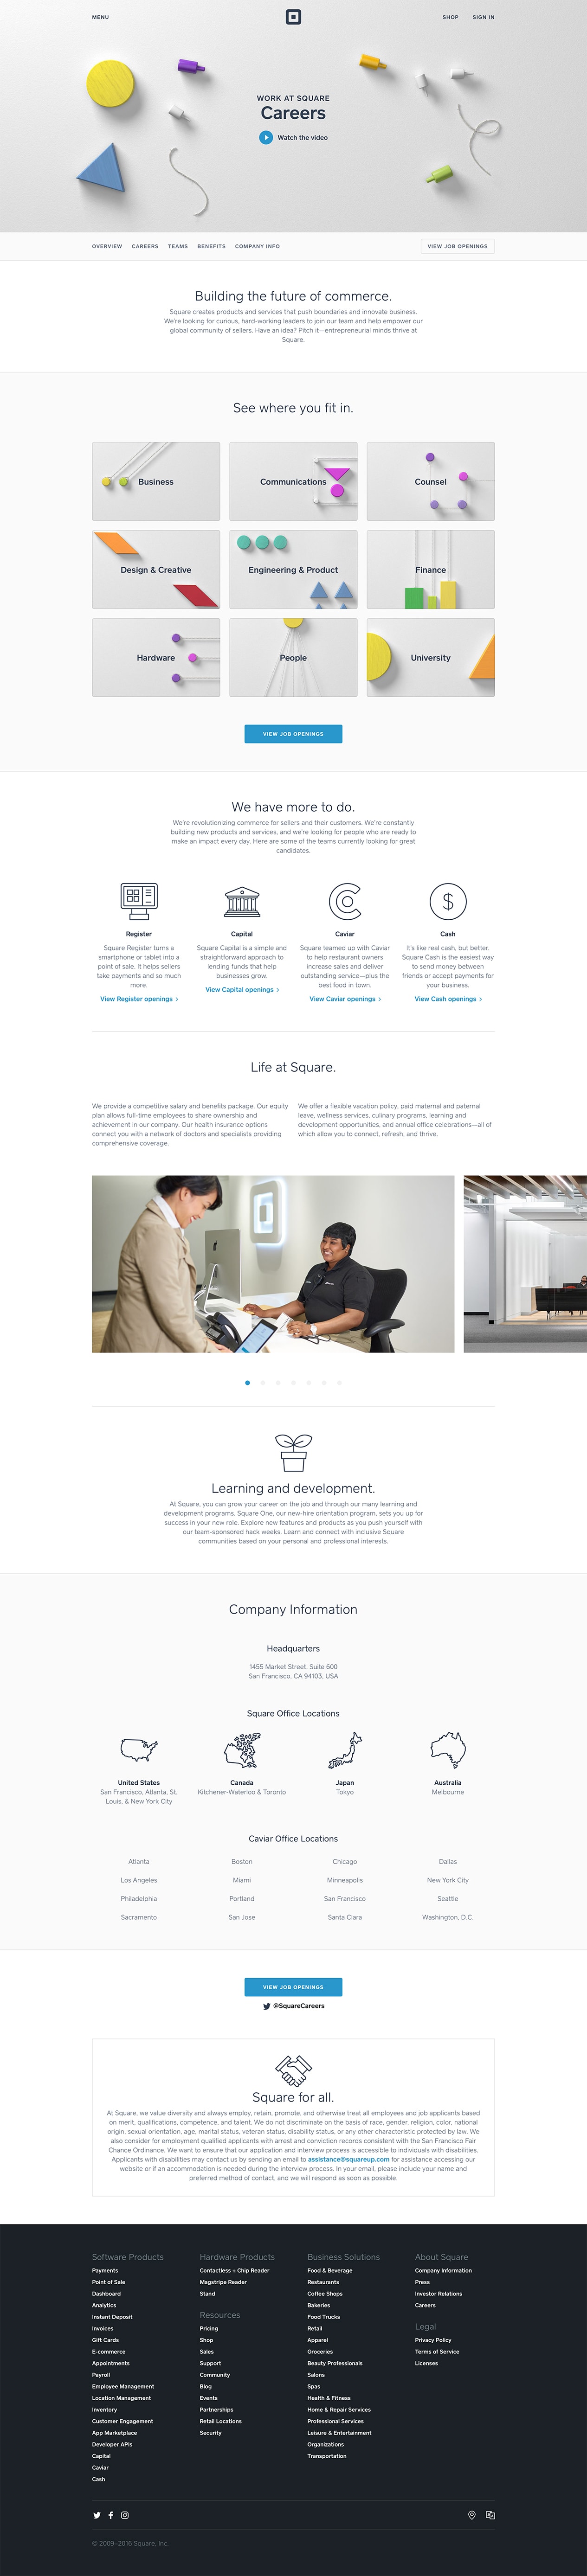 MENU
SHOP SIGN IN
WORK AT SQUARE
Careers
Watch the video
OVERVIEW CAREERS TEAMS BENEFITS COMPANY INFO VIEW JOB OPENINGS
Building the future of commerce.
Square creates products and services that push boundaries and innovate business.
We're looking for curious, hard-working leaders to join our team and help empower our
global community of sellers. Have an idea? Pitch it—entrepreneurial minds thrive at
Square.
See where you fit in.
Business Communications Counsel
Design & Creative Engineering & Product Finance
Hardware People University
VIEW JOB OPENINGS
We have more to do.
We're revolutionizing commerce for sellers and their customers. We're constantly
building new products and services, and we're looking for people who are ready to
make an impact every day. Here are some of the teams currently looking for great
candidates.
Register
Square Register turns a
smartphone or tablet into a
point of sale. It helps sellers
take payments and so much
more.
View Register openings >
Capital
Square Capital is a simple and
straightforward approach to
lending funds that help
businesses grow.
View Capital openings >
Caviar
Square teamed up with Caviar
to help restaurant owners
increase sales and deliver
outstanding service—plus the
best food in town.
View Caviar openings >
Cash
It's like real cash, but better.
Square Cash is the easiest way
to send money between
friends or accept payments for
your business.
View Cash openings >
Life at Square.
We provide a competitive salary and benefits package. Our equity
plan allows full-time employees to share ownership and
achievement in our company. Our health insurance options
connect you with a network of doctors and specialists providing
comprehensive coverage.
We offer a flexible vacation policy, paid maternal and paternal
leave, wellness services, culinary programs, learning and
development opportunities, and annual office celebrations—all of
which allow you to connect, refresh, and thrive.
Learning and development.
At Square, you can grow your career on the job and through our many learning and
development programs. Square One, our new-hire orientation program, sets you up for
success in your new role. Explore new features and products as you push yourself with
our team-sponsored hack weeks. Learn and connect with inclusive Square
communities based on your personal and professional interests.
Company Information
Headquarters
1455 Market Street, Suite 600
San Francisco, CA 94103, USA
Square Office Locations
United States
San Francisco, Atlanta, St.
Louis, & New York City
Canada
Kitchener-Waterloo & Toronto
Japan
Tokyo
Australia
Melbourne
Caviar Office Locations
Atlanta Boston Chicago Dallas
Los Angeles Miami Minneapolis New York City
Philadelphia Portland San Francisco Seattle
Sacramento San Jose Santa Clara Washington, D.C.
VIEW JOB OPENINGS
@SquareCareers
Square for all.
At Square, we value diversity and always employ, retain, promote, and otherwise treat all employees and job applicants based
on merit, qualifications, competence, and talent. We do not discriminate on the basis of race, gender, religion, color, national
origin, sexual orientation, age, marital status, veteran status, disability status, or any other characteristic protected by law. We
also consider for employment qualified applicants with arrest and conviction records consistent with the San Francisco Fair
Chance Ordinance. We want to ensure that our application and interview process is accessible to individuals with disabilities.
Applicants with disabilities may contact us by sending an email to assistance@squareup.com for assistance accessing our
website or if an accommodation is needed during the interview process. In your email, please include your name and
preferred method of contact, and we will respond as soon as possible.
Software Products
Payments
Point of Sale
Dashboard
Analytics
Instant Deposit
Invoices
Gift Cards
E-commerce
Appointments
Payroll
Employee Management
Location Management
Inventory
Customer Engagement
App Marketplace
Developer APIs
Capital
Caviar
Cash
Hardware Products
Contactless + Chip Reader
Magstripe Reader
Stand
Resources
Pricing
Shop
Sales
Support
Community
Blog
Events
Partnerships
Retail Locations
Security
Business Solutions
Food & Beverage
Restaurants
Coffee Shops
Bakeries
Food Trucks
Retail
Apparel
Groceries
Beauty Professionals
Salons
Spas
Health & Fitness
Home & Repair Services
Professional Services
Leisure & Entertainment
Organizations
Transportation
About Square
Company Information
Press
Investor Relations
Careers
Legal
Privacy Policy
Terms of Service
Licenses
© 2009–2016 Square, Inc.